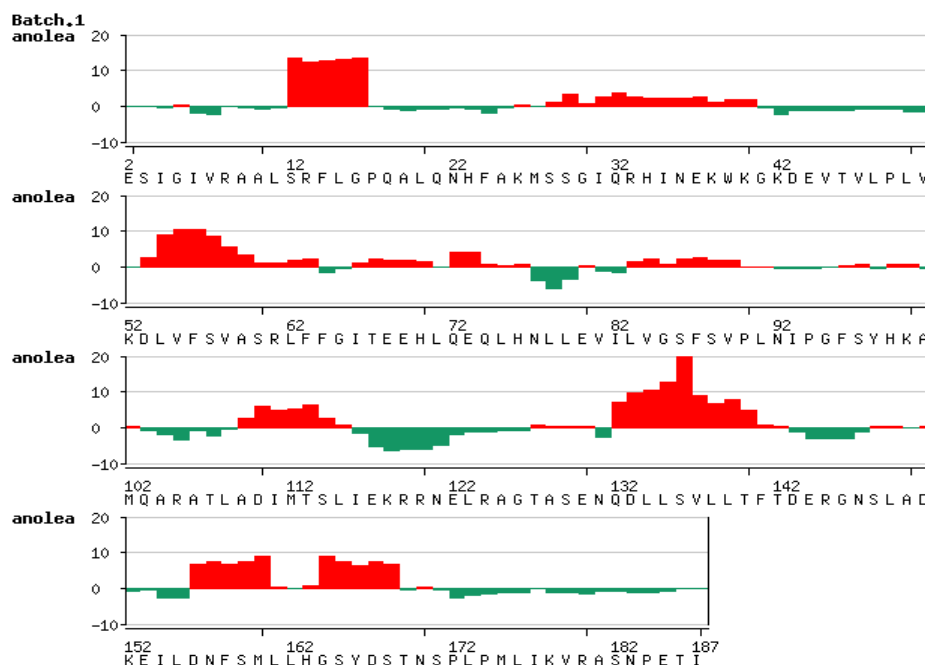 Batch.1
anolea
20
10
0
-10
2 12 22 32 42
E S I G I V R A A L S R F L G P Q A L Q N H F A K M S S G I Q R H I N E K W K G K D E V T V L P L V
anolea
20
10
0
-10
52 62 72 82 92
K D L V F S V A S R L F F G I T E E H L Q E Q L H N L L E V I L V G S F S V P L N I P G F S Y H K A
anolea
20
10
0
-10
102 112 122 132 142
M Q A R A T L A D I M T S L I E K R R N E L R A G T A S E N Q D L L S V L L T F T D E R G N S L A D
anolea
20
10
0
-10
152 162 172 182 187
K E I L D N F S M L L H G S Y D S T N S P L P M L I K V R A S N P E T I